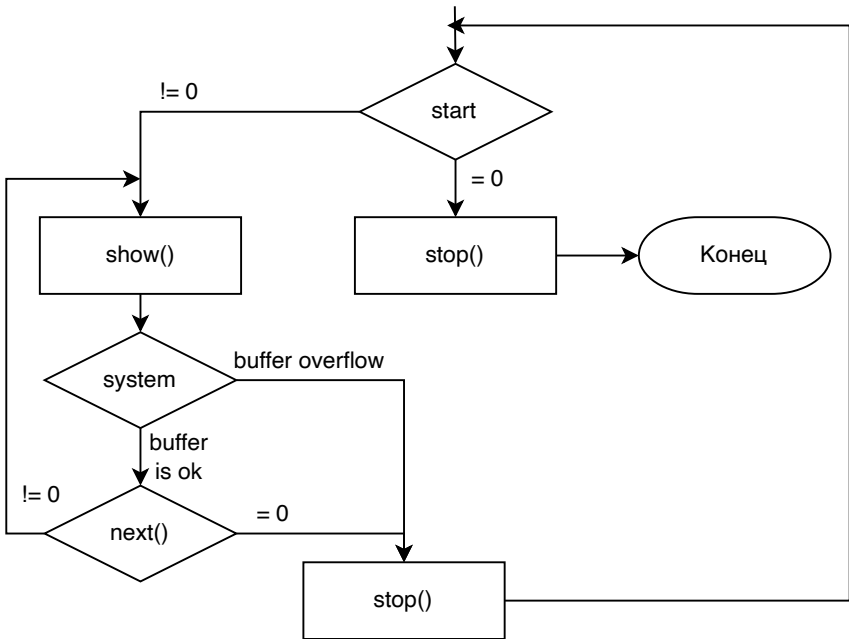 != 0
start
= 0
show()
stop()
Конец
system
buffer overflow
buffer
is ok
!= 0
next()
= 0
stop()